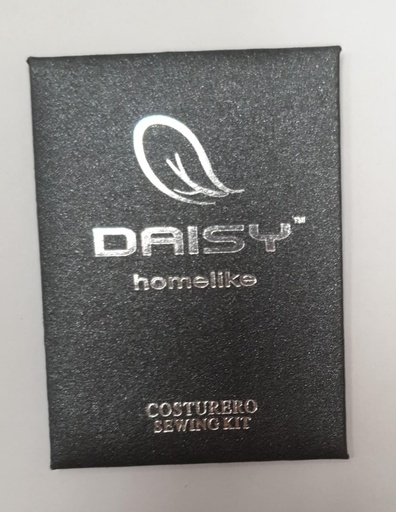 DAISY™
homelike
COSTURERO
SEWING KIT